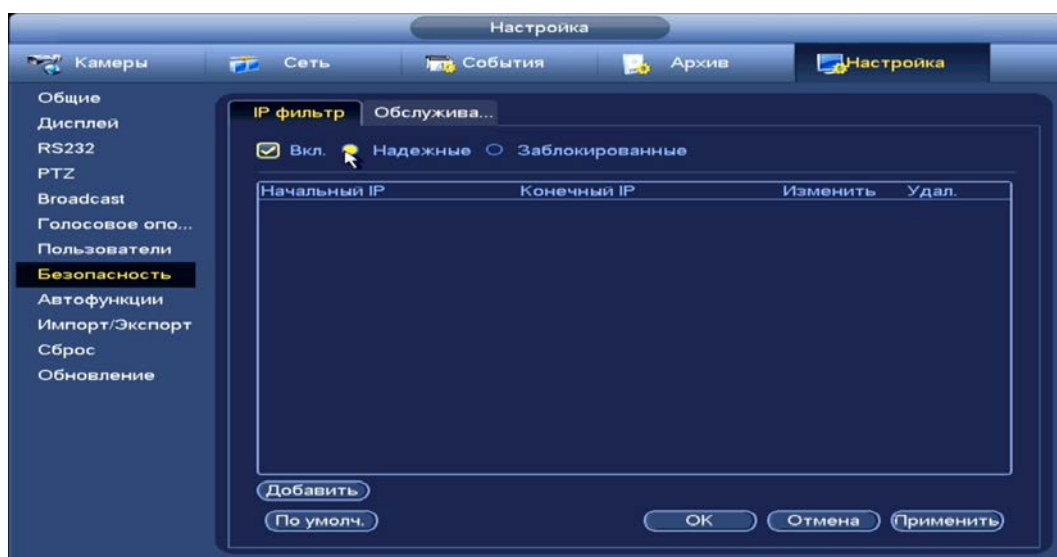 Настройка
Камеры Сеть События Архив Настройка
Общие
Дисплей
RS232
PTZ
Broadcast
Голосовое опо...
Пользователи
Безопасность
Автофункции
Импорт/Экспорт
Сброс
Обновление
IP фильтр Обслужива...
Вкл. Надежные Заблокированные
Начальный IP Конечный IP Изменить Удал.
Добавить
По умолч. OK Отмена Применить